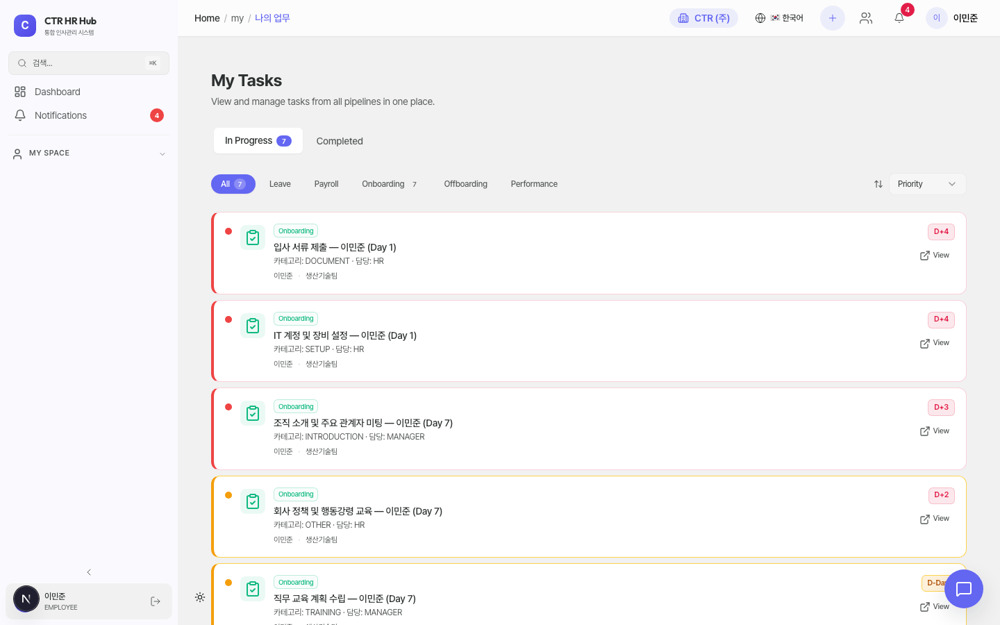 C
CTR HR Hub
통합 인사관리 시스템
검색...
⌘K
Dashboard
Notifications 4
MY SPACE
이민준
EMPLOYEE
Home / my / 나의 업무
CTR (주)
🇰🇷 한국어
4
이
이민준
My Tasks
View and manage tasks from all pipelines in one place.
In Progress 7
Completed
All 7
Leave
Payroll
Onboarding 7
Offboarding
Performance
Priority
Onboarding
D+4
입사 서류 제출 — 이민준 (Day 1)
View
카테고리: DOCUMENT · 담당: HR
이민준 · 생산기술팀
Onboarding
D+4
IT 계정 및 장비 설정 — 이민준 (Day 1)
View
카테고리: SETUP · 담당: HR
이민준 · 생산기술팀
Onboarding
D+3
조직 소개 및 주요 관계자 미팅 — 이민준 (Day 7)
View
카테고리: INTRODUCTION · 담당: MANAGER
이민준 · 생산기술팀
Onboarding
D+2
회사 정책 및 행동강령 교육 — 이민준 (Day 7)
View
카테고리: OTHER · 담당: HR
이민준 · 생산기술팀
Onboarding
D-Day
직무 교육 계획 수립 — 이민준 (Day 7)
View
카테고리: TRAINING · 담당: MANAGER